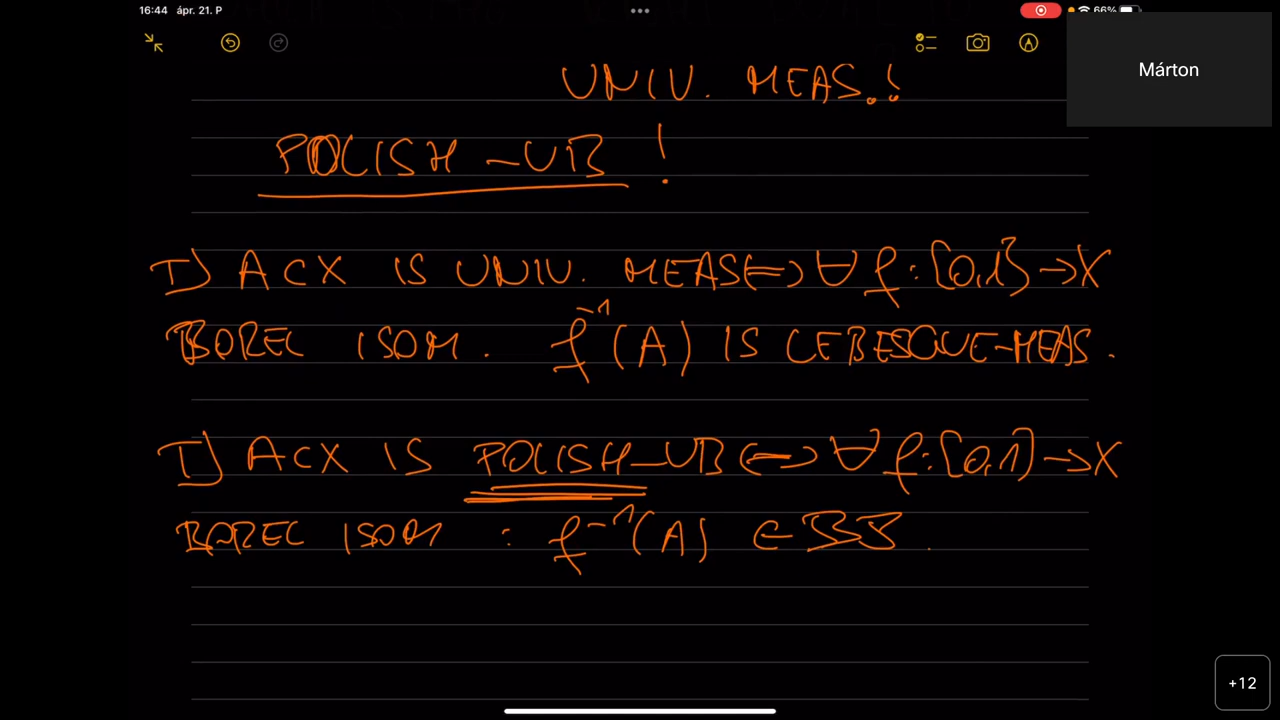 16:44 ápr. 21. P
66%
Márton
UNIV. MEAS.!
POLISH-UB !
T) A⊂X IS UNIV. MEAS ⟺ ∀ f: [0,1] → X
BOREL ISOM. f⁻¹(A) IS LEBESGUE-MEAS.
T) A⊂X IS POLISH-UB ⟺ ∀ f: [0,1] → X
BOREL ISOM : f⁻¹(A) ∈
+12